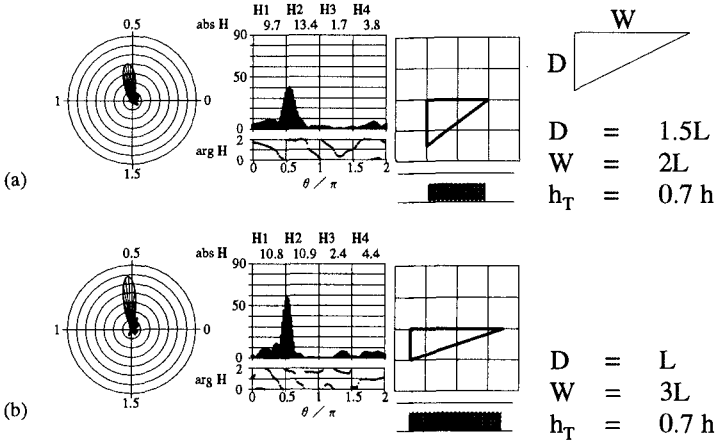 0.5
abs H
H1 H2 H3 H4
9.7 13.4 1.7 3.8
90
50
0
1
0
1.5
arg H
2
1
0
0 0.5 1 1.5 2
θ / π
W
D
D = 1.5L
W = 2L
h_T = 0.7 h
(a)
0.5
abs H
H1 H2 H3 H4
10.8 10.9 2.4 4.4
90
50
0
1
0
1.5
arg H
2
1
0
0 0.5 1 1.5 2
θ / π
D = L
W = 3L
h_T = 0.7 h
(b)